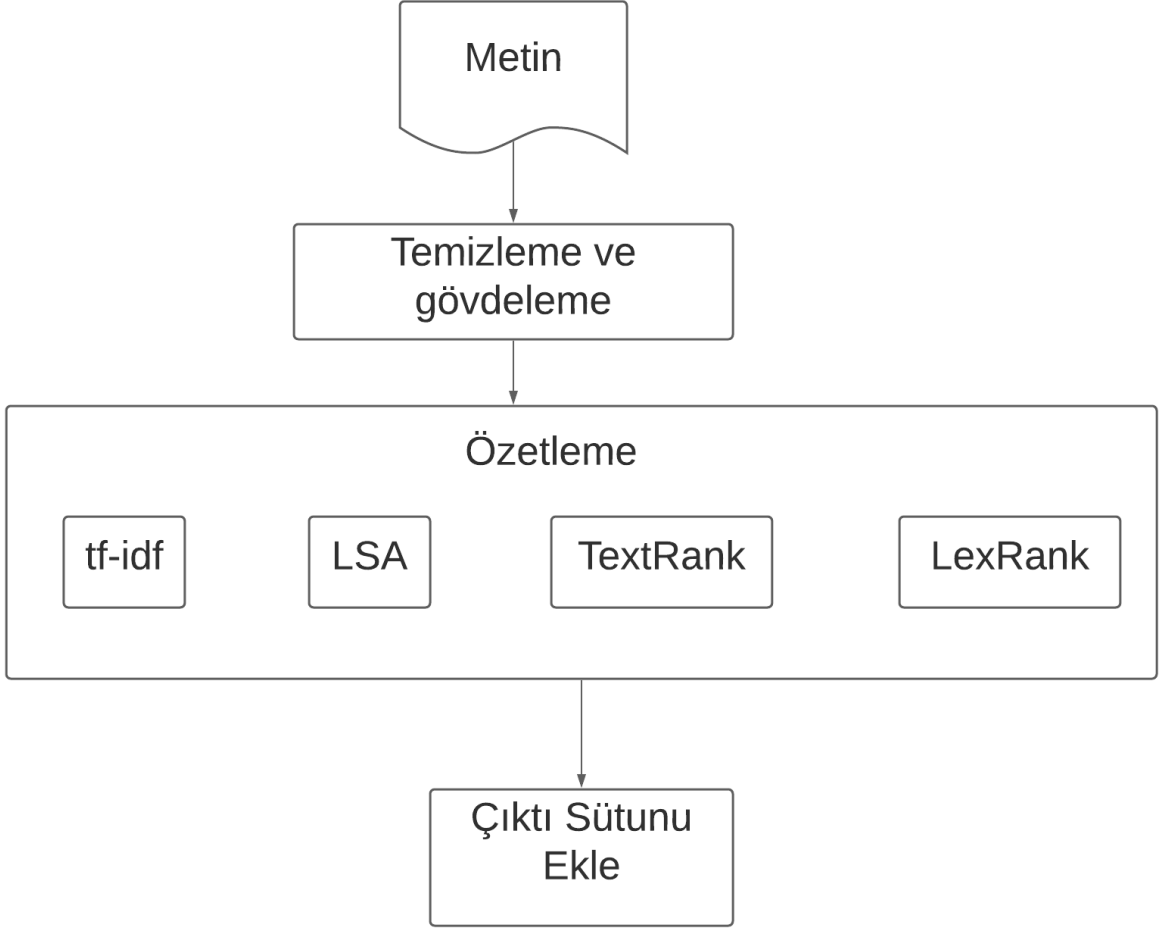 Metin
Temizleme ve
gövdeleme
Özetleme
tf-idf
LSA
TextRank
LexRank
Çıktı Sütunu
Ekle